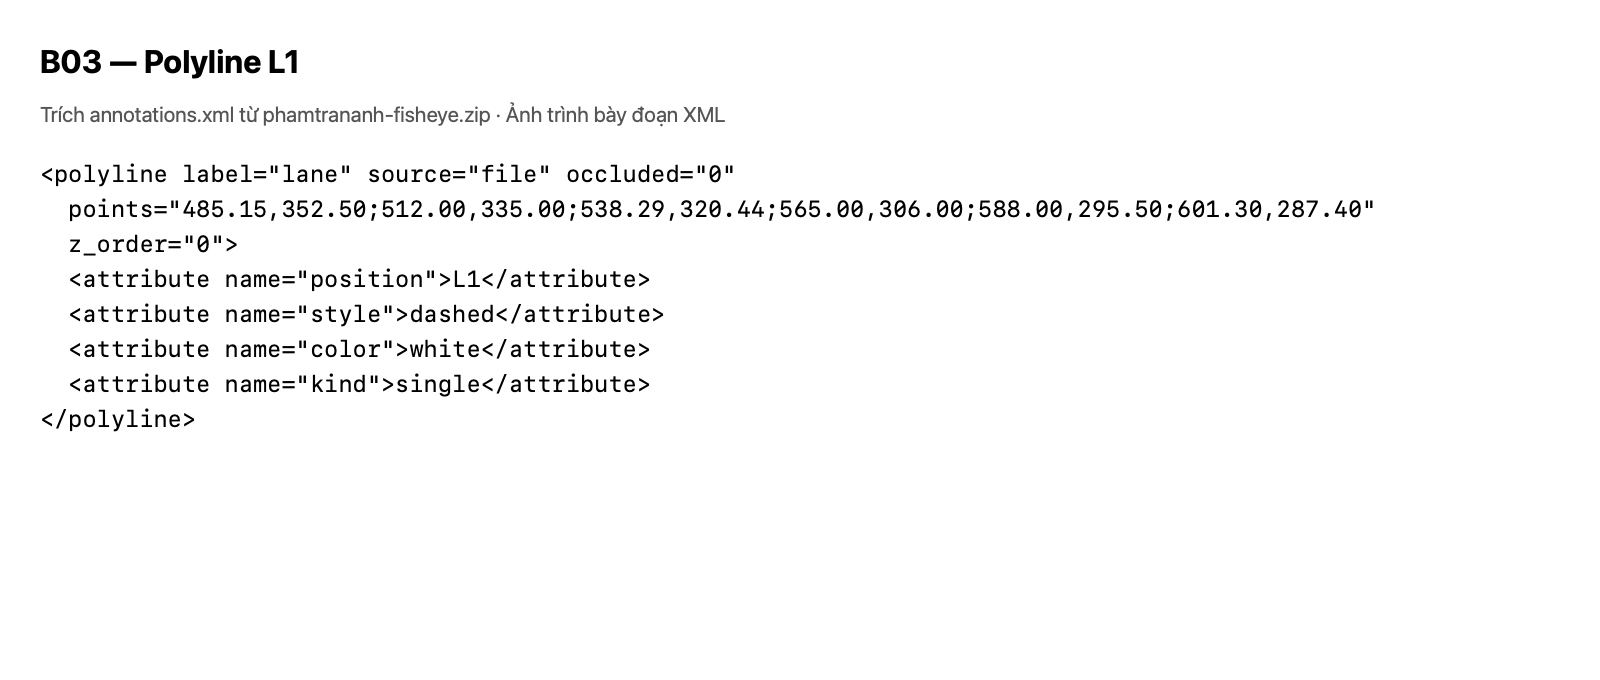 B03 — Polyline L1
Trích annotations.xml từ phamtrananh-fisheye.zip · Ảnh trình bày đoạn XML
<polyline label="lane" source="file" occluded="0"
  points="485.15,352.50;512.00,335.00;538.29,320.44;565.00,306.00;588.00,295.50;601.30,287.40"
  z_order="0">
  <attribute name="position">L1</attribute>
  <attribute name="style">dashed</attribute>
  <attribute name="color">white</attribute>
  <attribute name="kind">single</attribute>
</polyline>